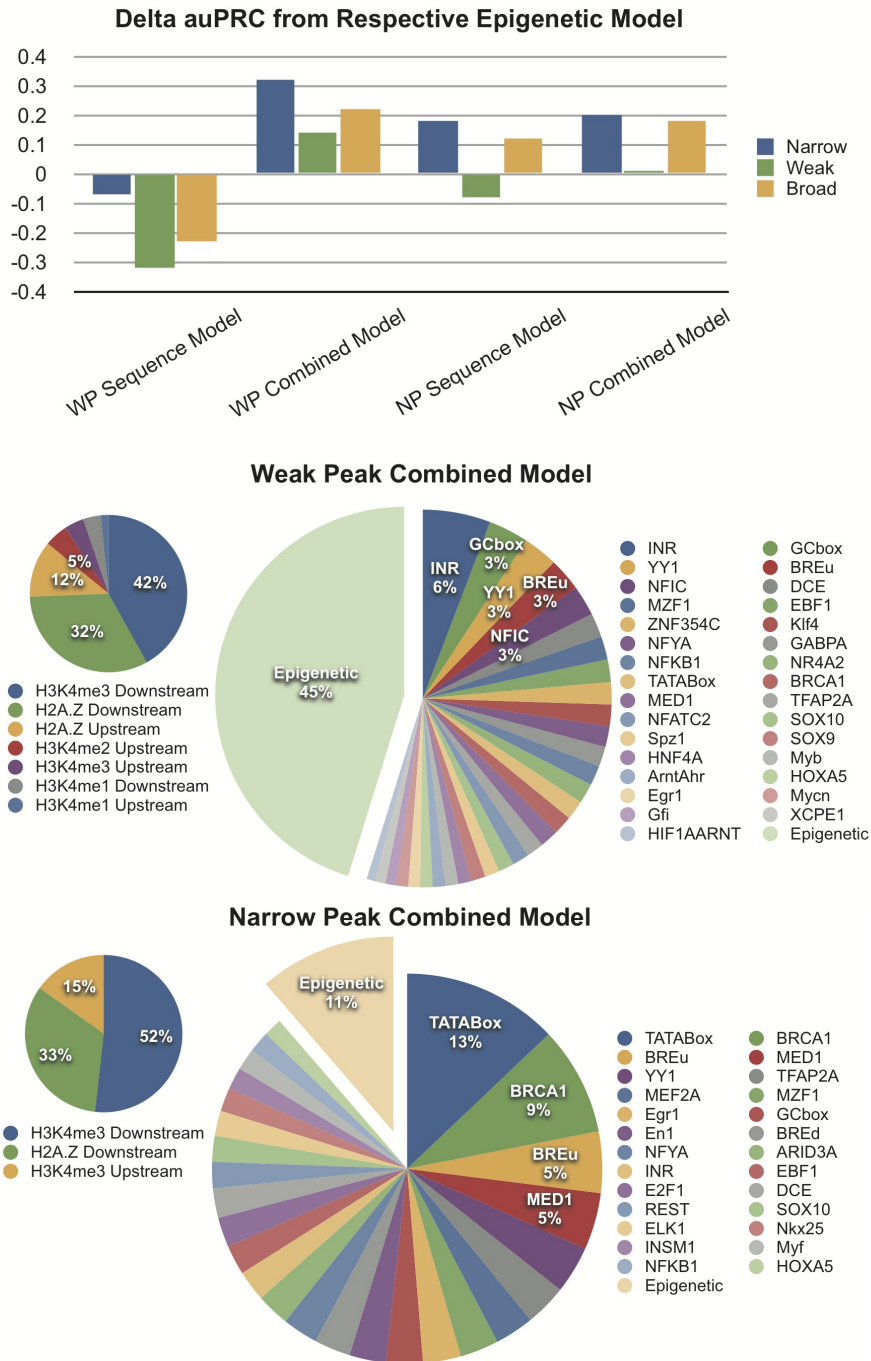 Delta auPRC from Respective Epigenetic Model
0.4
0.3
0.2
0.1
0
-0.1
-0.2
-0.3
-0.4
Narrow
Weak
Broad
WP Sequence Model
WP Combined Model
NP Sequence Model
NP Combined Model
Weak Peak Combined Model
42%
32%
12%
5%
H3K4me3 Downstream
H2A.Z Downstream
H2A.Z Upstream
H3K4me2 Upstream
H3K4me3 Upstream
H3K4me1 Downstream
H3K4me1 Upstream
Epigenetic
45%
INR
6%
GCbox
3%
YY1
3%
BREu
3%
NFIC
3%
INR GCbox
YY1 BREu
NFIC DCE
MZF1 EBF1
ZNF354C Klf4
NFYA GABPA
NFKB1 NR4A2
TATABox BRCA1
MED1 TFAP2A
NFATC2 SOX10
Spz1 SOX9
HNF4A Myb
ArntAhr HOXA5
Egr1 Mycn
Gfi XCPE1
HIF1AARNT Epigenetic
Narrow Peak Combined Model
15%
33%
52%
H3K4me3 Downstream
H2A.Z Downstream
H3K4me3 Upstream
Epigenetic
11%
TATABox
13%
BRCA1
9%
BREu
5%
MED1
5%
TATABox BRCA1
BREu MED1
YY1 TFAP2A
MEF2A MZF1
Egr1 GCbox
En1 BREd
NFYA ARID3A
INR EBF1
E2F1 DCE
REST SOX10
ELK1 Nkx25
INSM1 Myf
NFKB1 HOXA5
Epigenetic